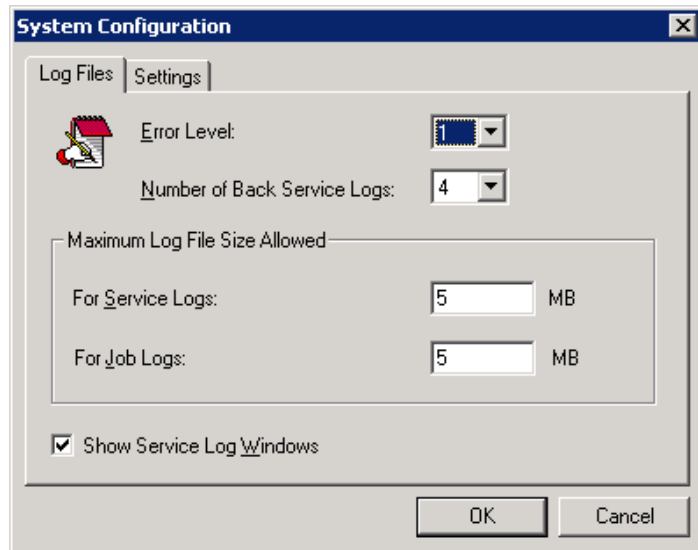 System Configuration
Log Files Settings
Error Level: 1
Number of Back Service Logs: 4
Maximum Log File Size Allowed
For Service Logs: 5 MB
For Job Logs: 5 MB
Show Service Log Windows
OK Cancel